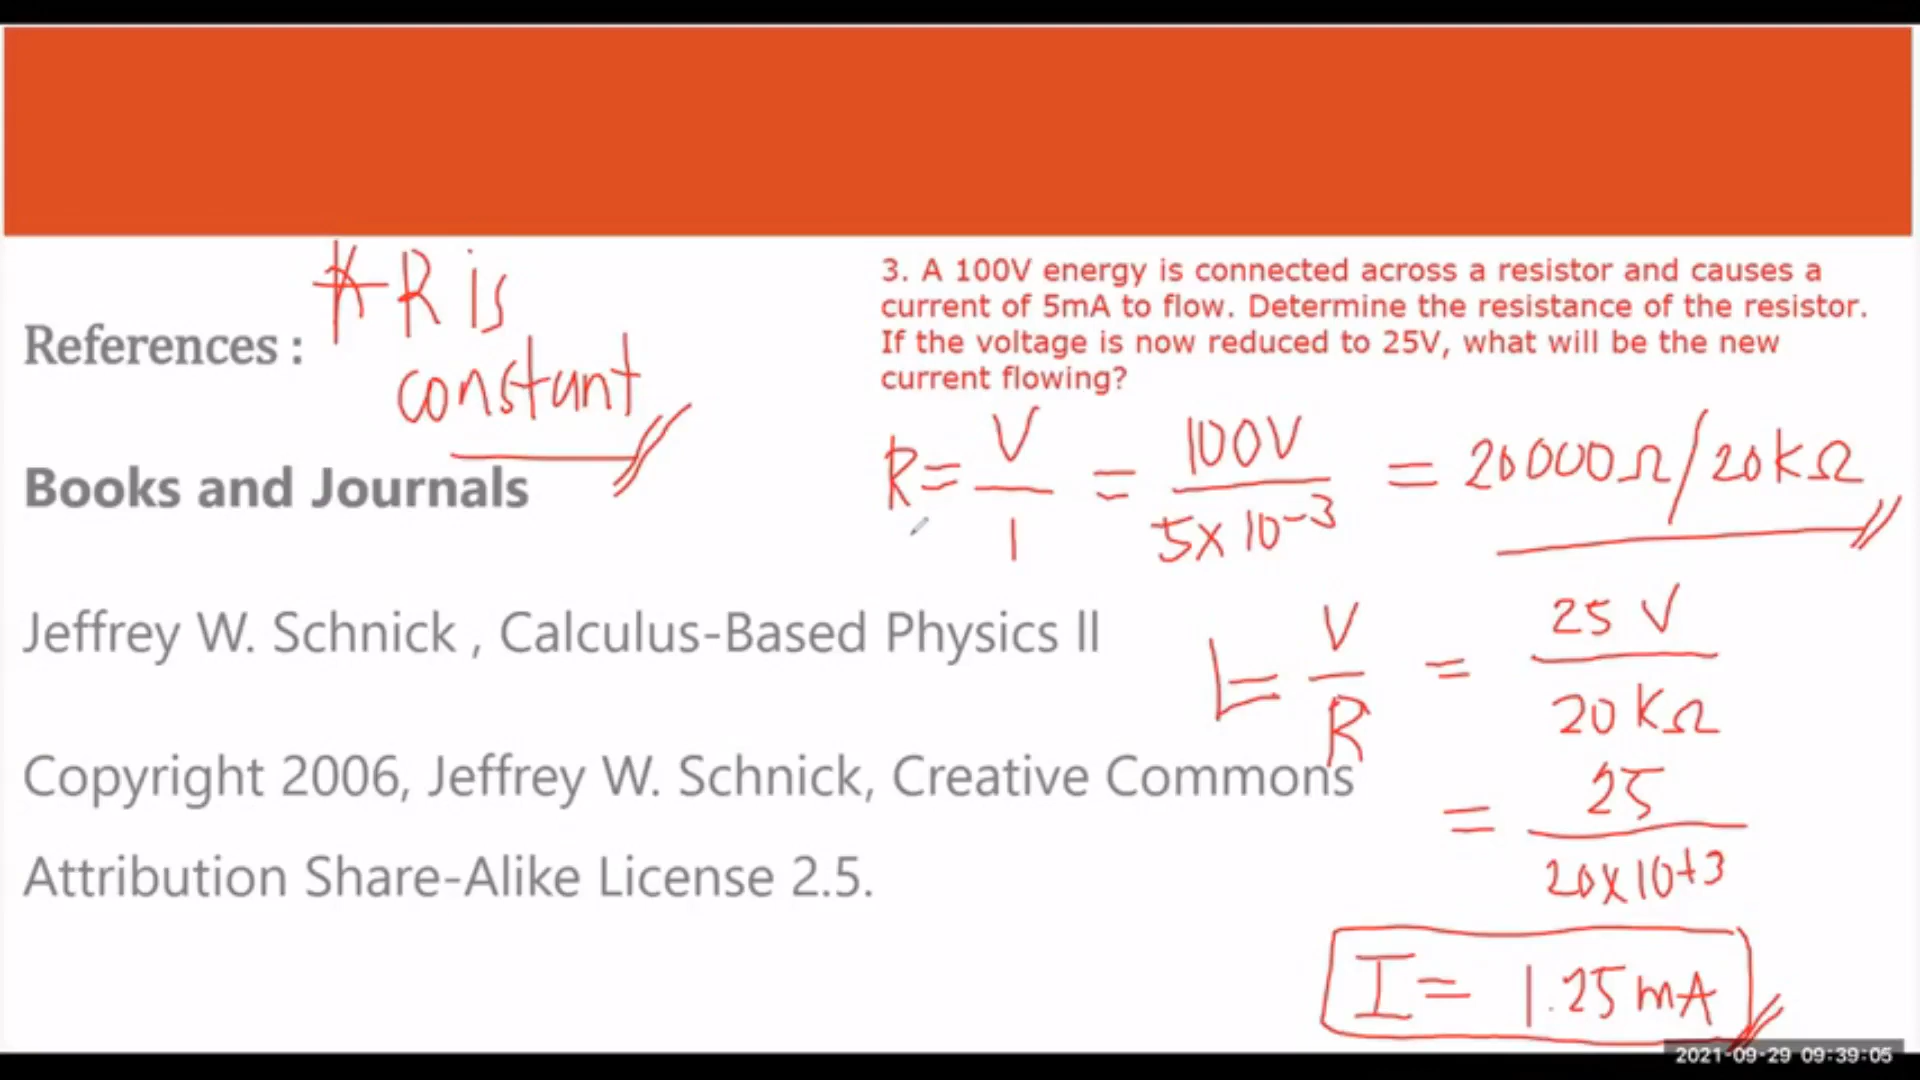 * R is
constant
References :
Books and Journals
Jeffrey W. Schnick , Calculus-Based Physics ll
Copyright 2006, Jeffrey W. Schnick, Creative Commons
Attribution Share-Alike License 2.5.
3. A 100V energy is connected across a resistor and causes a
current of 5mA to flow. Determine the resistance of the resistor.
If the voltage is now reduced to 25V, what will be the new
current flowing?
R = V/I = 100V/5x10-3 = 20000Ω/20KΩ
I = V/R = 25 V/20 KΩ
= 25/20x10+3
I = 1.25mA
2021-09-29 09:39:05